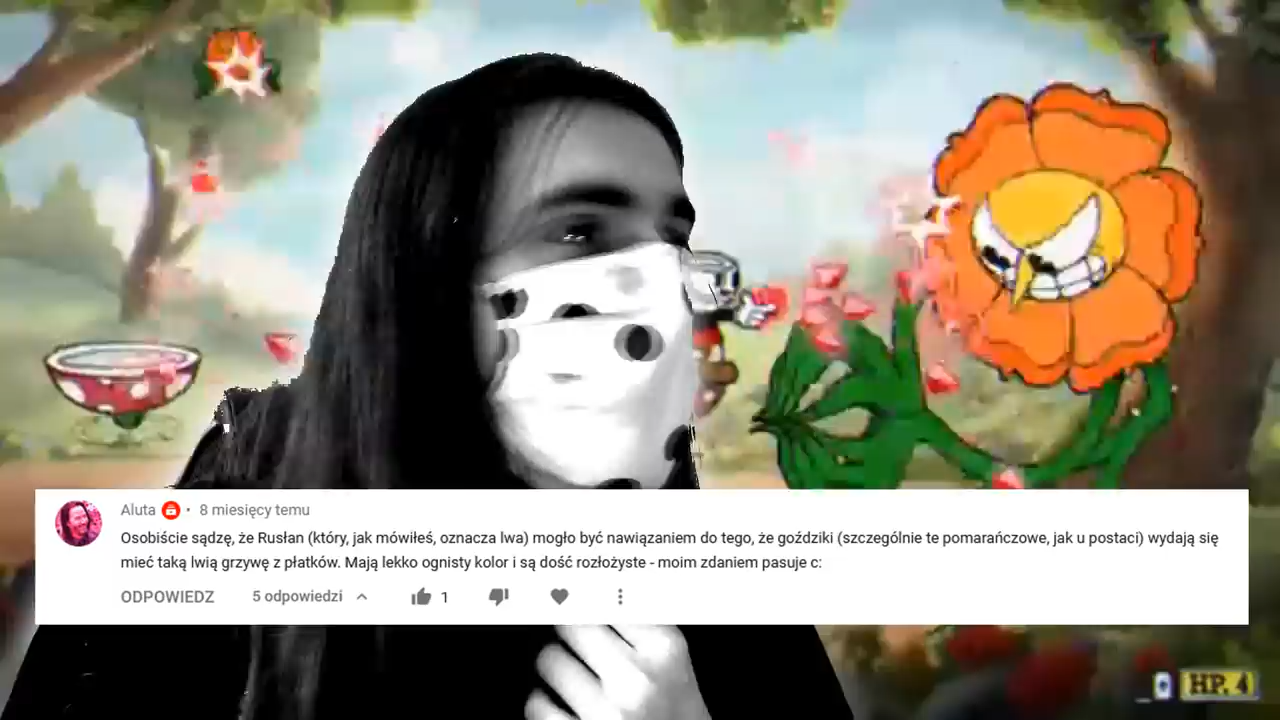 Aluta • 8 miesięcy temu
Osobiście sądzę, że Rusłan (który, jak mówiłeś, oznacza lwa) mogło być nawiązaniem do tego, że goździki (szczególnie te pomarańczowe, jak u postaci) wydają się
mieć taką lwią grzywę z płatków. Mają lekko ognisty kolor i są dość rozłożyste - moim zdaniem pasuje c:
ODPOWIEDZ 5 odpowiedzi 1
HP. 4